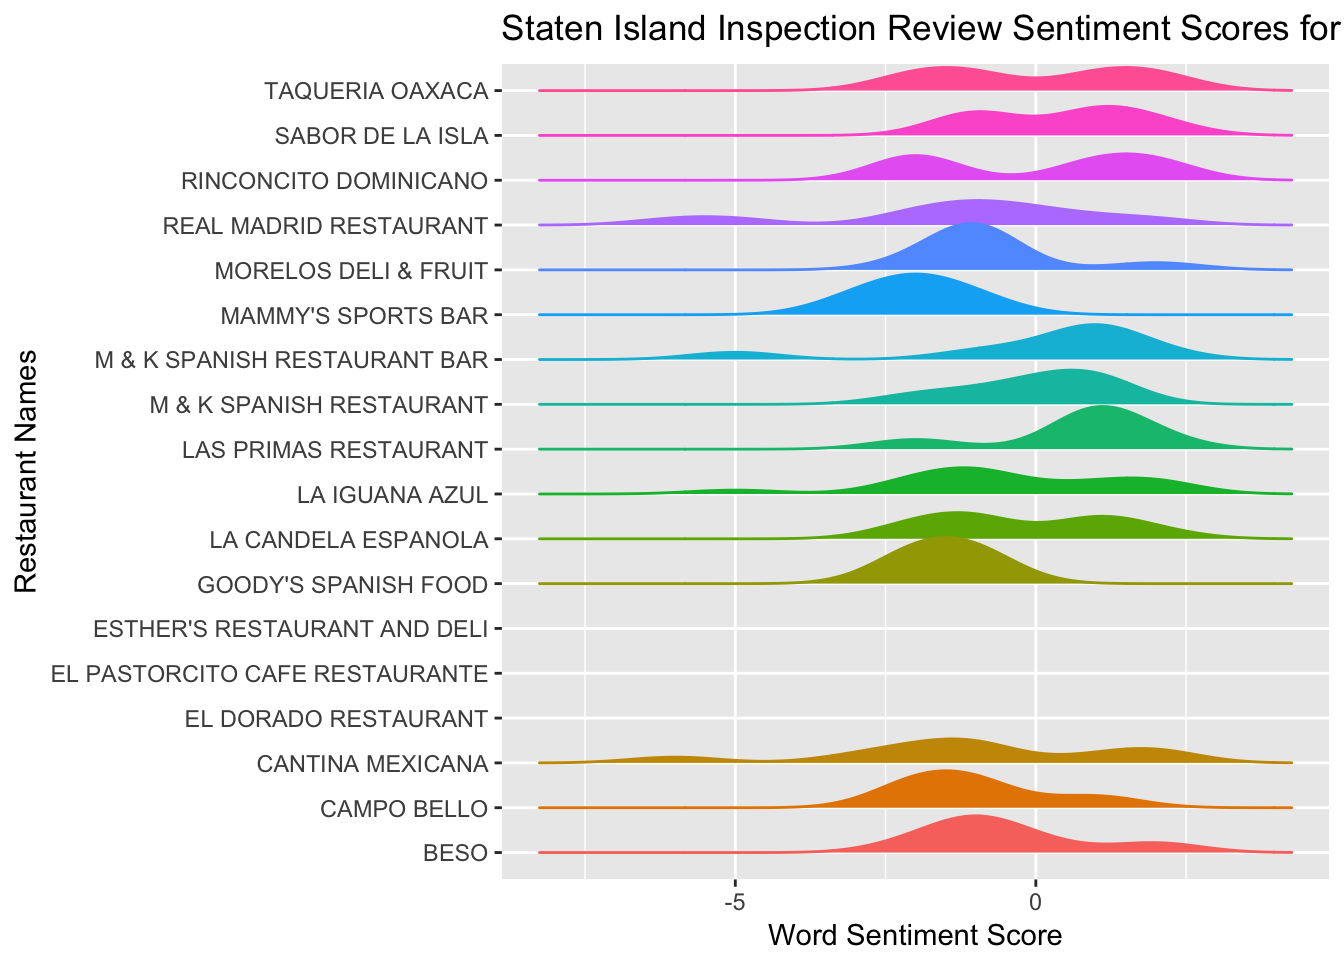 Staten Island Inspection Review Sentiment Scores for
TAQUERIA OAXACA
SABOR DE LA ISLA
RINCONCITO DOMINICANO
REAL MADRID RESTAURANT
MORELOS DELI & FRUIT
MAMMY'S SPORTS BAR
M & K SPANISH RESTAURANT BAR
M & K SPANISH RESTAURANT
LAS PRIMAS RESTAURANT
LA IGUANA AZUL
LA CANDELA ESPANOLA
GOODY'S SPANISH FOOD
ESTHER'S RESTAURANT AND DELI
EL PASTORCITO CAFE RESTAURANTE
EL DORADO RESTAURANT
CANTINA MEXICANA
CAMPO BELLO
BESO
Restaurant Names
-5 0
Word Sentiment Score